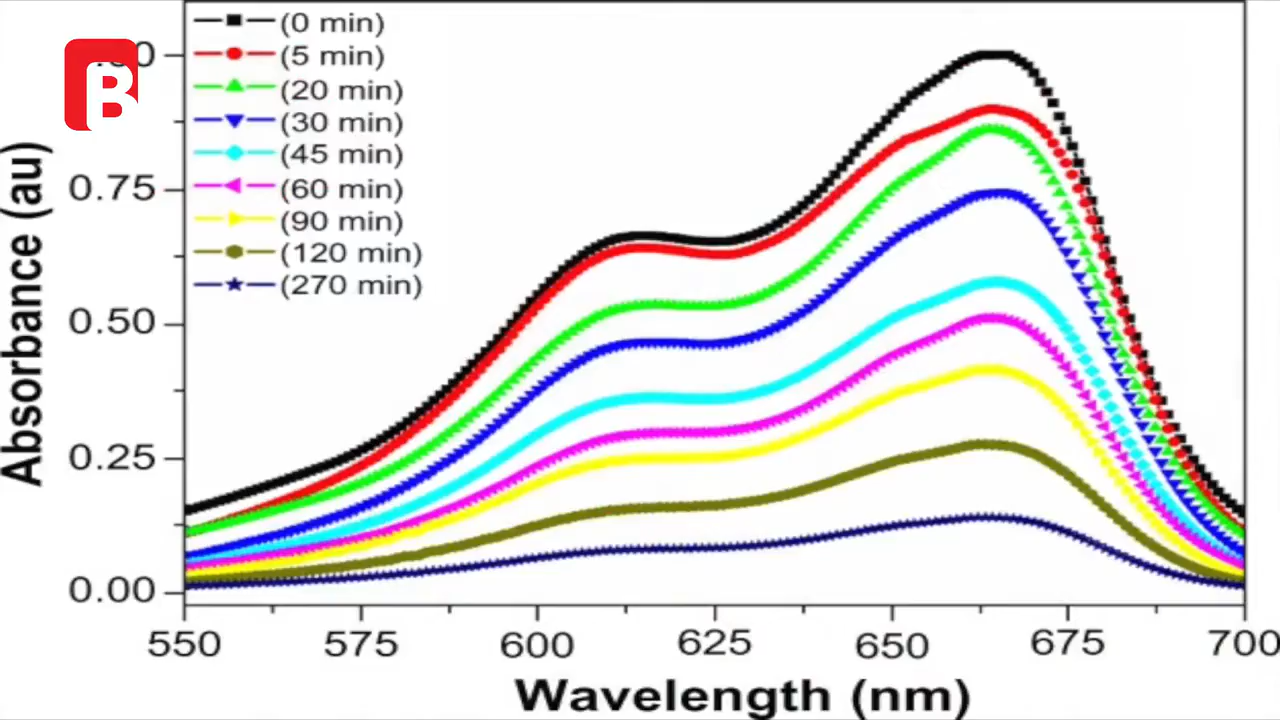 (0 min)
(5 min)
(20 min)
(30 min)
(45 min)
(60 min)
(90 min)
(120 min)
(270 min)
B
0.75
0.50
0.25
0.00
Absorbance (au)
550 575 600 625 650 675 700
Wavelength (nm)